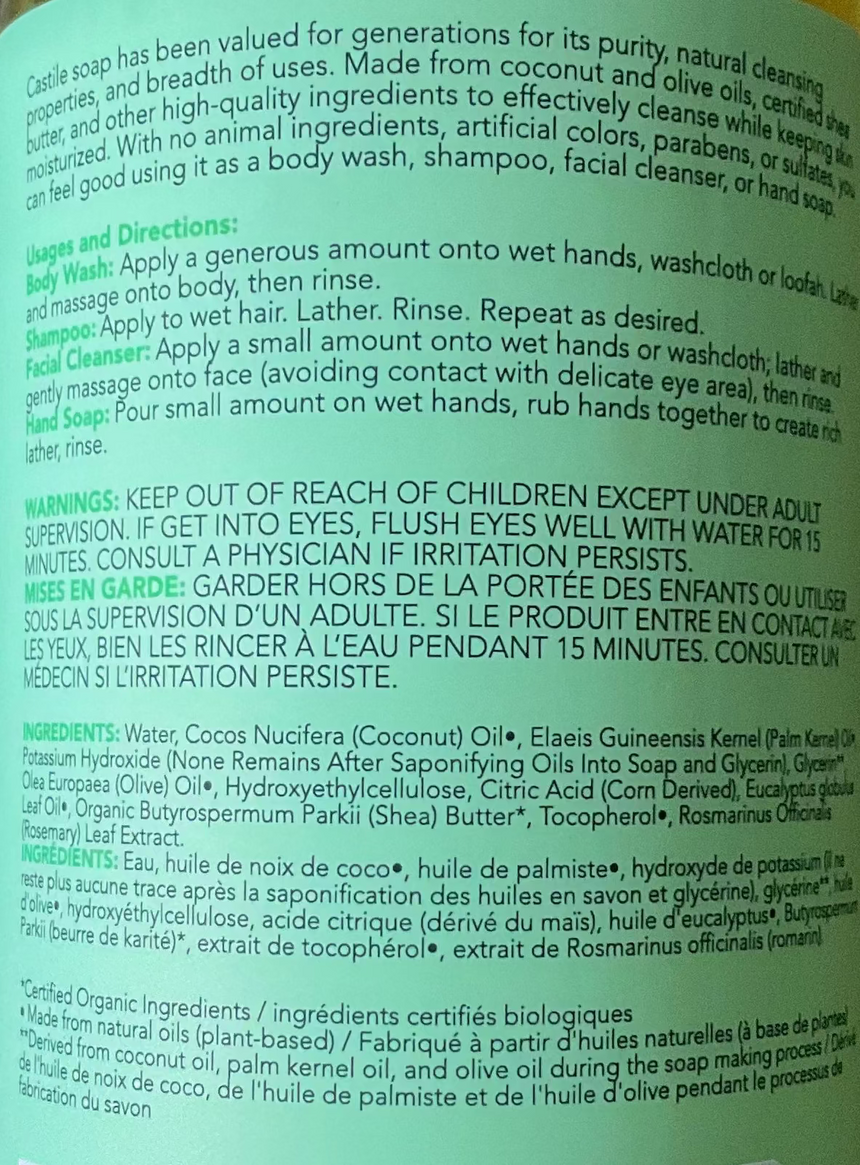 Castile soap has been valued for generations for its purity, natural cleansing
properties, and breadth of uses. Made from coconut and olive oils, certified shea
butter, and other high-quality ingredients to effectively cleanse while keeping skin
moisturized. With no animal ingredients, artificial colors, parabens, or sulfates, you
can feel good using it as a body wash, shampoo, facial cleanser, or hand soap.
Usages and Directions:
Body Wash: Apply a generous amount onto wet hands, washcloth or loofah. Lather
and massage onto body, then rinse.
Shampoo: Apply to wet hair. Lather. Rinse. Repeat as desired.
Facial Cleanser: Apply a small amount onto wet hands or washcloth; lather and
gently massage onto face (avoiding contact with delicate eye area), then rinse.
Hand Soap: Pour small amount on wet hands, rub hands together to create rich
lather, rinse.
WARNINGS: KEEP OUT OF REACH OF CHILDREN EXCEPT UNDER ADULT
SUPERVISION. IF GET INTO EYES, FLUSH EYES WELL WITH WATER FOR 15
MINUTES. CONSULT A PHYSICIAN IF IRRITATION PERSISTS.
MISES EN GARDE: GARDER HORS DE LA PORTÉE DES ENFANTS OU UTILISER
SOUS LA SUPERVISION D'UN ADULTE. SI LE PRODUIT ENTRE EN CONTACT AVEC
LES YEUX, BIEN LES RINCER À L'EAU PENDANT 15 MINUTES. CONSULTER UN
MÉDECIN SI L'IRRITATION PERSISTE.
INGREDIENTS: Water, Cocos Nucifera (Coconut) Oil•, Elaeis Guineensis Kernel (Palm Kernel) Oil•,
Potassium Hydroxide (None Remains After Saponifying Oils Into Soap and Glycerin), Glycerin**,
Olea Europaea (Olive) Oil•, Hydroxyethylcellulose, Citric Acid (Corn Derived), Eucalyptus globulus
Leaf Oil•, Organic Butyrospermum Parkii (Shea) Butter*, Tocopherol•, Rosmarinus Officinalis
(Rosemary) Leaf Extract.
INGRÉDIENTS: Eau, huile de noix de coco•, huile de palmiste•, hydroxyde de potassium (il ne
reste plus aucune trace après la saponification des huiles en savon et glycérine), glycérine**, huile
d'olive•, hydroxyéthylcellulose, acide citrique (dérivé du maïs), huile d'eucalyptus•, Butyrospermum
Parkii (beurre de karité)*, extrait de tocophérol•, extrait de Rosmarinus officinalis (romarin)
*Certified Organic Ingredients / ingrédients certifiés biologiques
•Made from natural oils (plant-based) / Fabriqué à partir d'huiles naturelles (à base de plantes)
**Derived from coconut oil, palm kernel oil, and olive oil during the soap making process / Dérivé
de l'huile de noix de coco, de l'huile de palmiste et de l'huile d'olive pendant le processus de
fabrication du savon